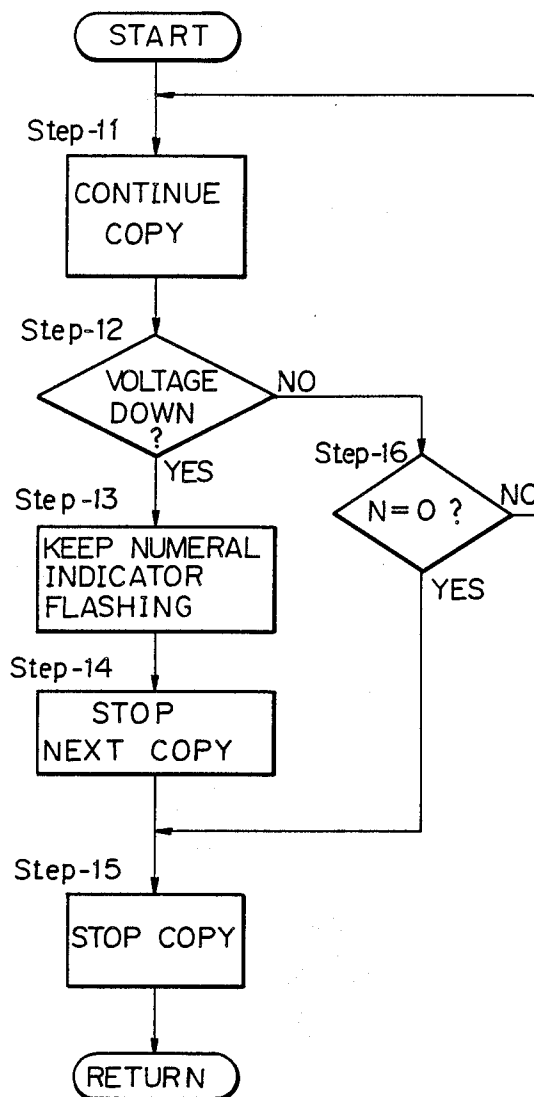 START
Step-11
CONTINUE
COPY
Step-12
VOLTAGE
DOWN
?
NO
YES
Step-16
N=0 ?
NO
YES
Step-13
KEEP NUMERAL
INDICATOR
FLASHING
Step-14
STOP
NEXT COPY
Step-15
STOP COPY
RETURN